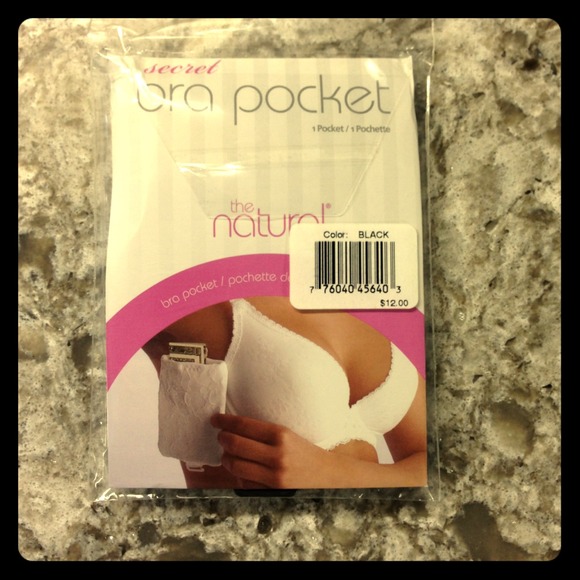 secret
bra pocket
1 Pocket / 1 Pochette
the
natural®
Color: BLACK
bra pocket / pochette de
7 76040 45640 3
$12.00